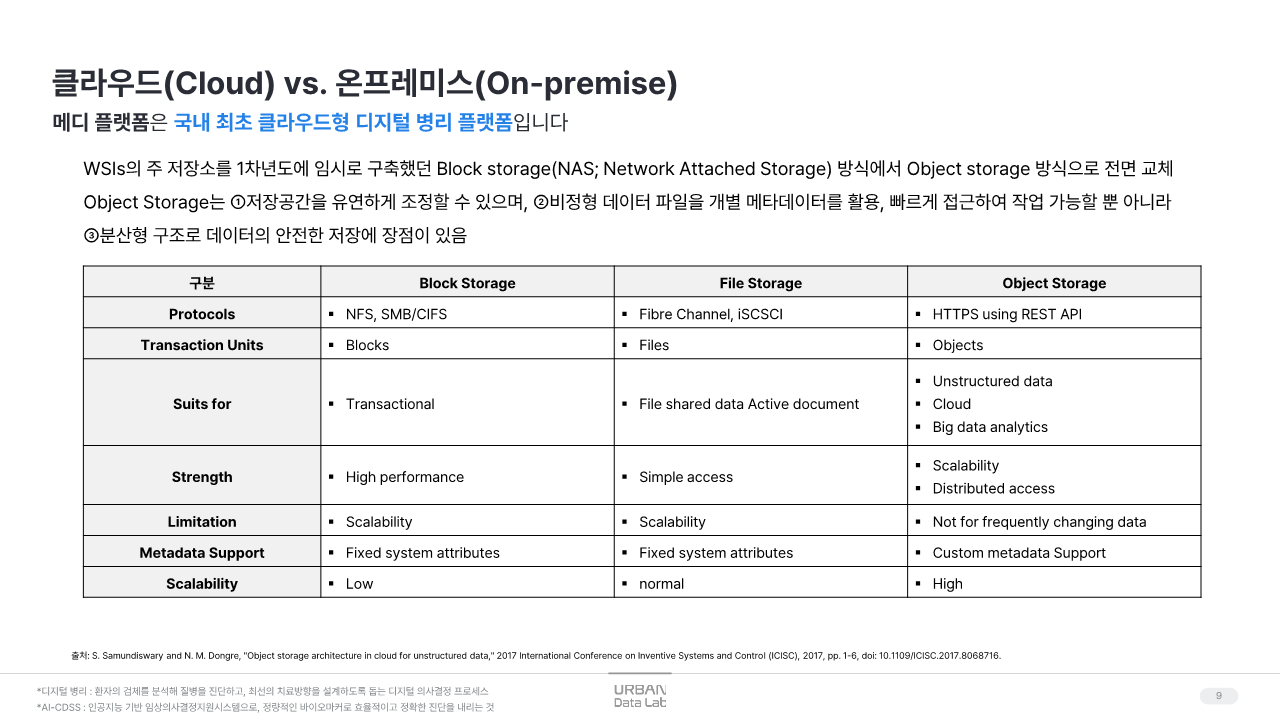 클라우드(Cloud) vs. 온프레미스(On-premise)
메디 플랫폼은 국내 최초 클라우드형 디지털 병리 플랫폼입니다
WSIs의 주 저장소를 1차년도에 임시로 구축했던 Block storage(NAS; Network Attached Storage) 방식에서 Object storage 방식으로 전면 교체
Object Storage는 ①저장공간을 유연하게 조정할 수 있으며, ②비정형 데이터 파일을 개별 메타데이터를 활용, 빠르게 접근하여 작업 가능할 뿐 아니라
③분산형 구조로 데이터의 안전한 저장에 장점이 있음
구분 Block Storage File Storage Object Storage
Protocols ▪ NFS, SMB/CIFS ▪ Fibre Channel, iSCSCI ▪ HTTPS using REST API
Transaction Units ▪ Blocks ▪ Files ▪ Objects
Suits for ▪ Transactional ▪ File shared data Active document ▪ Unstructured data
▪ Cloud
▪ Big data analytics
Strength ▪ High performance ▪ Simple access ▪ Scalability
▪ Distributed access
Limitation ▪ Scalability ▪ Scalability ▪ Not for frequently changing data
Metadata Support ▪ Fixed system attributes ▪ Fixed system attributes ▪ Custom metadata Support
Scalability ▪ Low ▪ normal ▪ High
출처: S. Samundiswary and N. M. Dongre, "Object storage architecture in cloud for unstructured data," 2017 International Conference on Inventive Systems and Control (ICISC), 2017, pp. 1-6, doi: 10.1109/ICISC.2017.8068716.
*디지털 병리 : 환자의 검체를 분석해 질병을 진단하고, 최선의 치료방향을 설계하도록 돕는 디지털 의사결정 프로세스
*AI-CDSS : 인공지능 기반 임상의사결정지원시스템으로, 정량적인 바이오마커로 효율적이고 정확한 진단을 내리는 것
URBAN
Data Lab
9